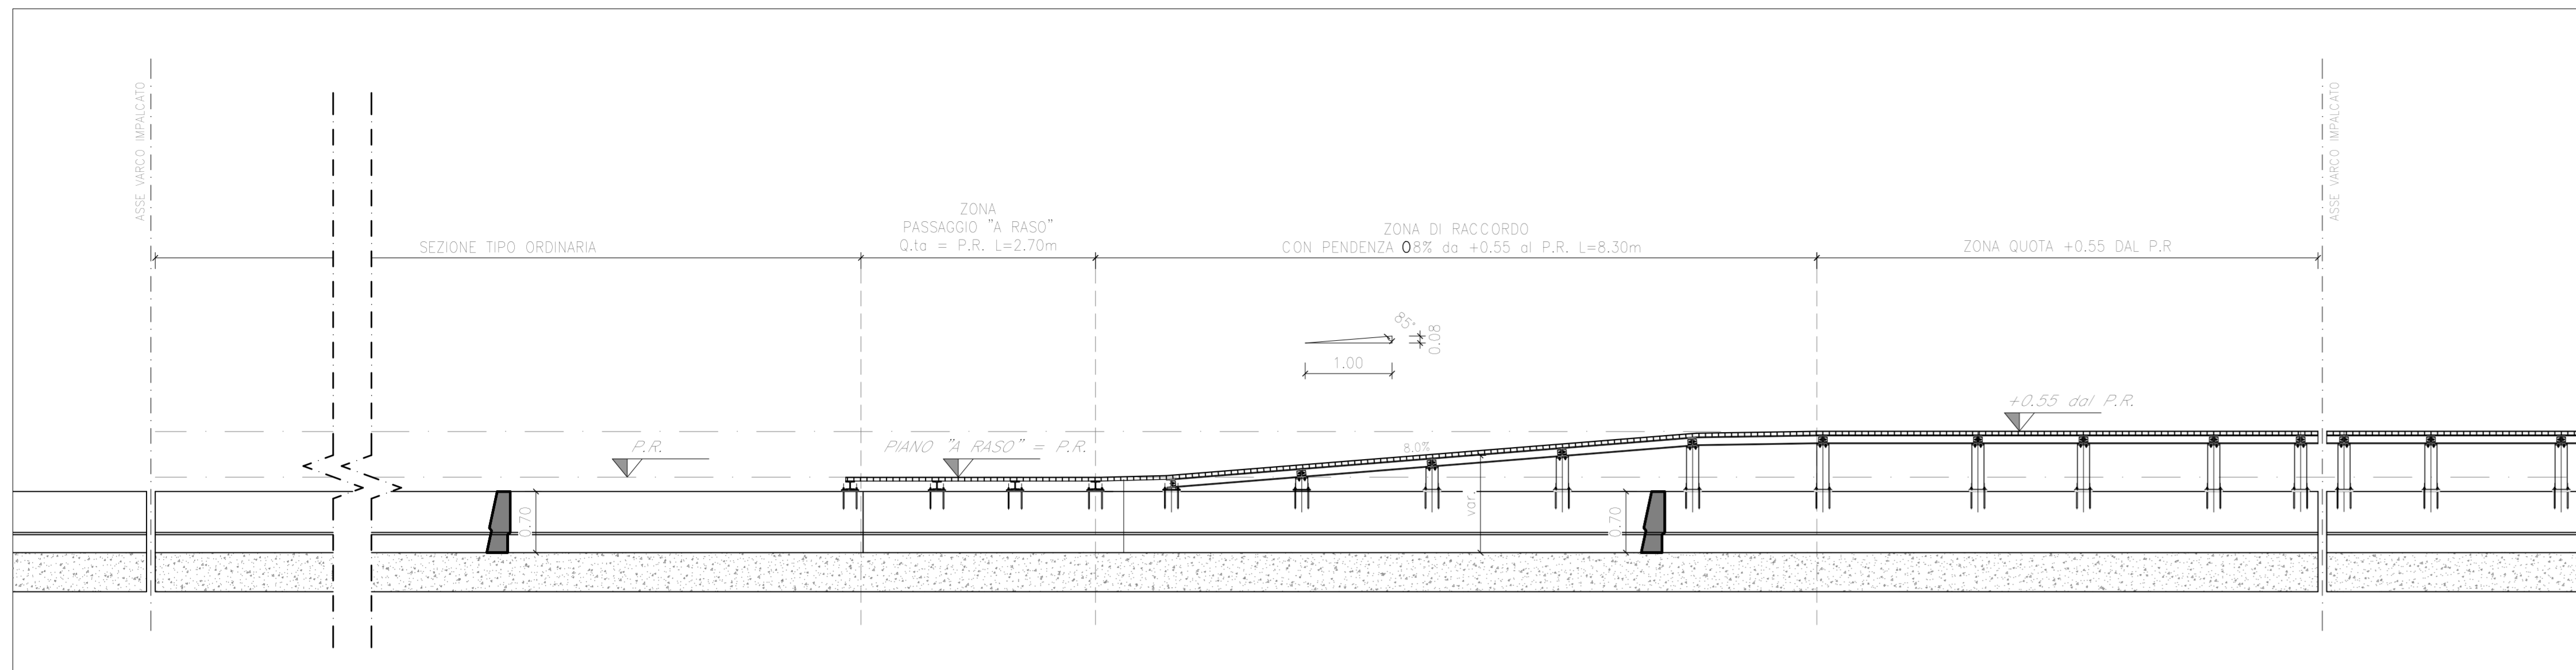 ASSE VARCO IMPALCATO
SEZIONE TIPO ORDINARIA
ZONA
PASSAGGIO "A RASO"
Q.ta = P.R. L=2.70m
ZONA DI RACCORDO
CON PENDENZA 08% da +0.55 al P.R. L=8.30m
ZONA QUOTA +0.55 DAL P.R
ASSE VARCO IMPALCATO
85°
0.08
1.00
+0.55 dal P.R.
P.R.
PIANO "A RASO" = P.R.
8.0%
0.70
var.
0.70